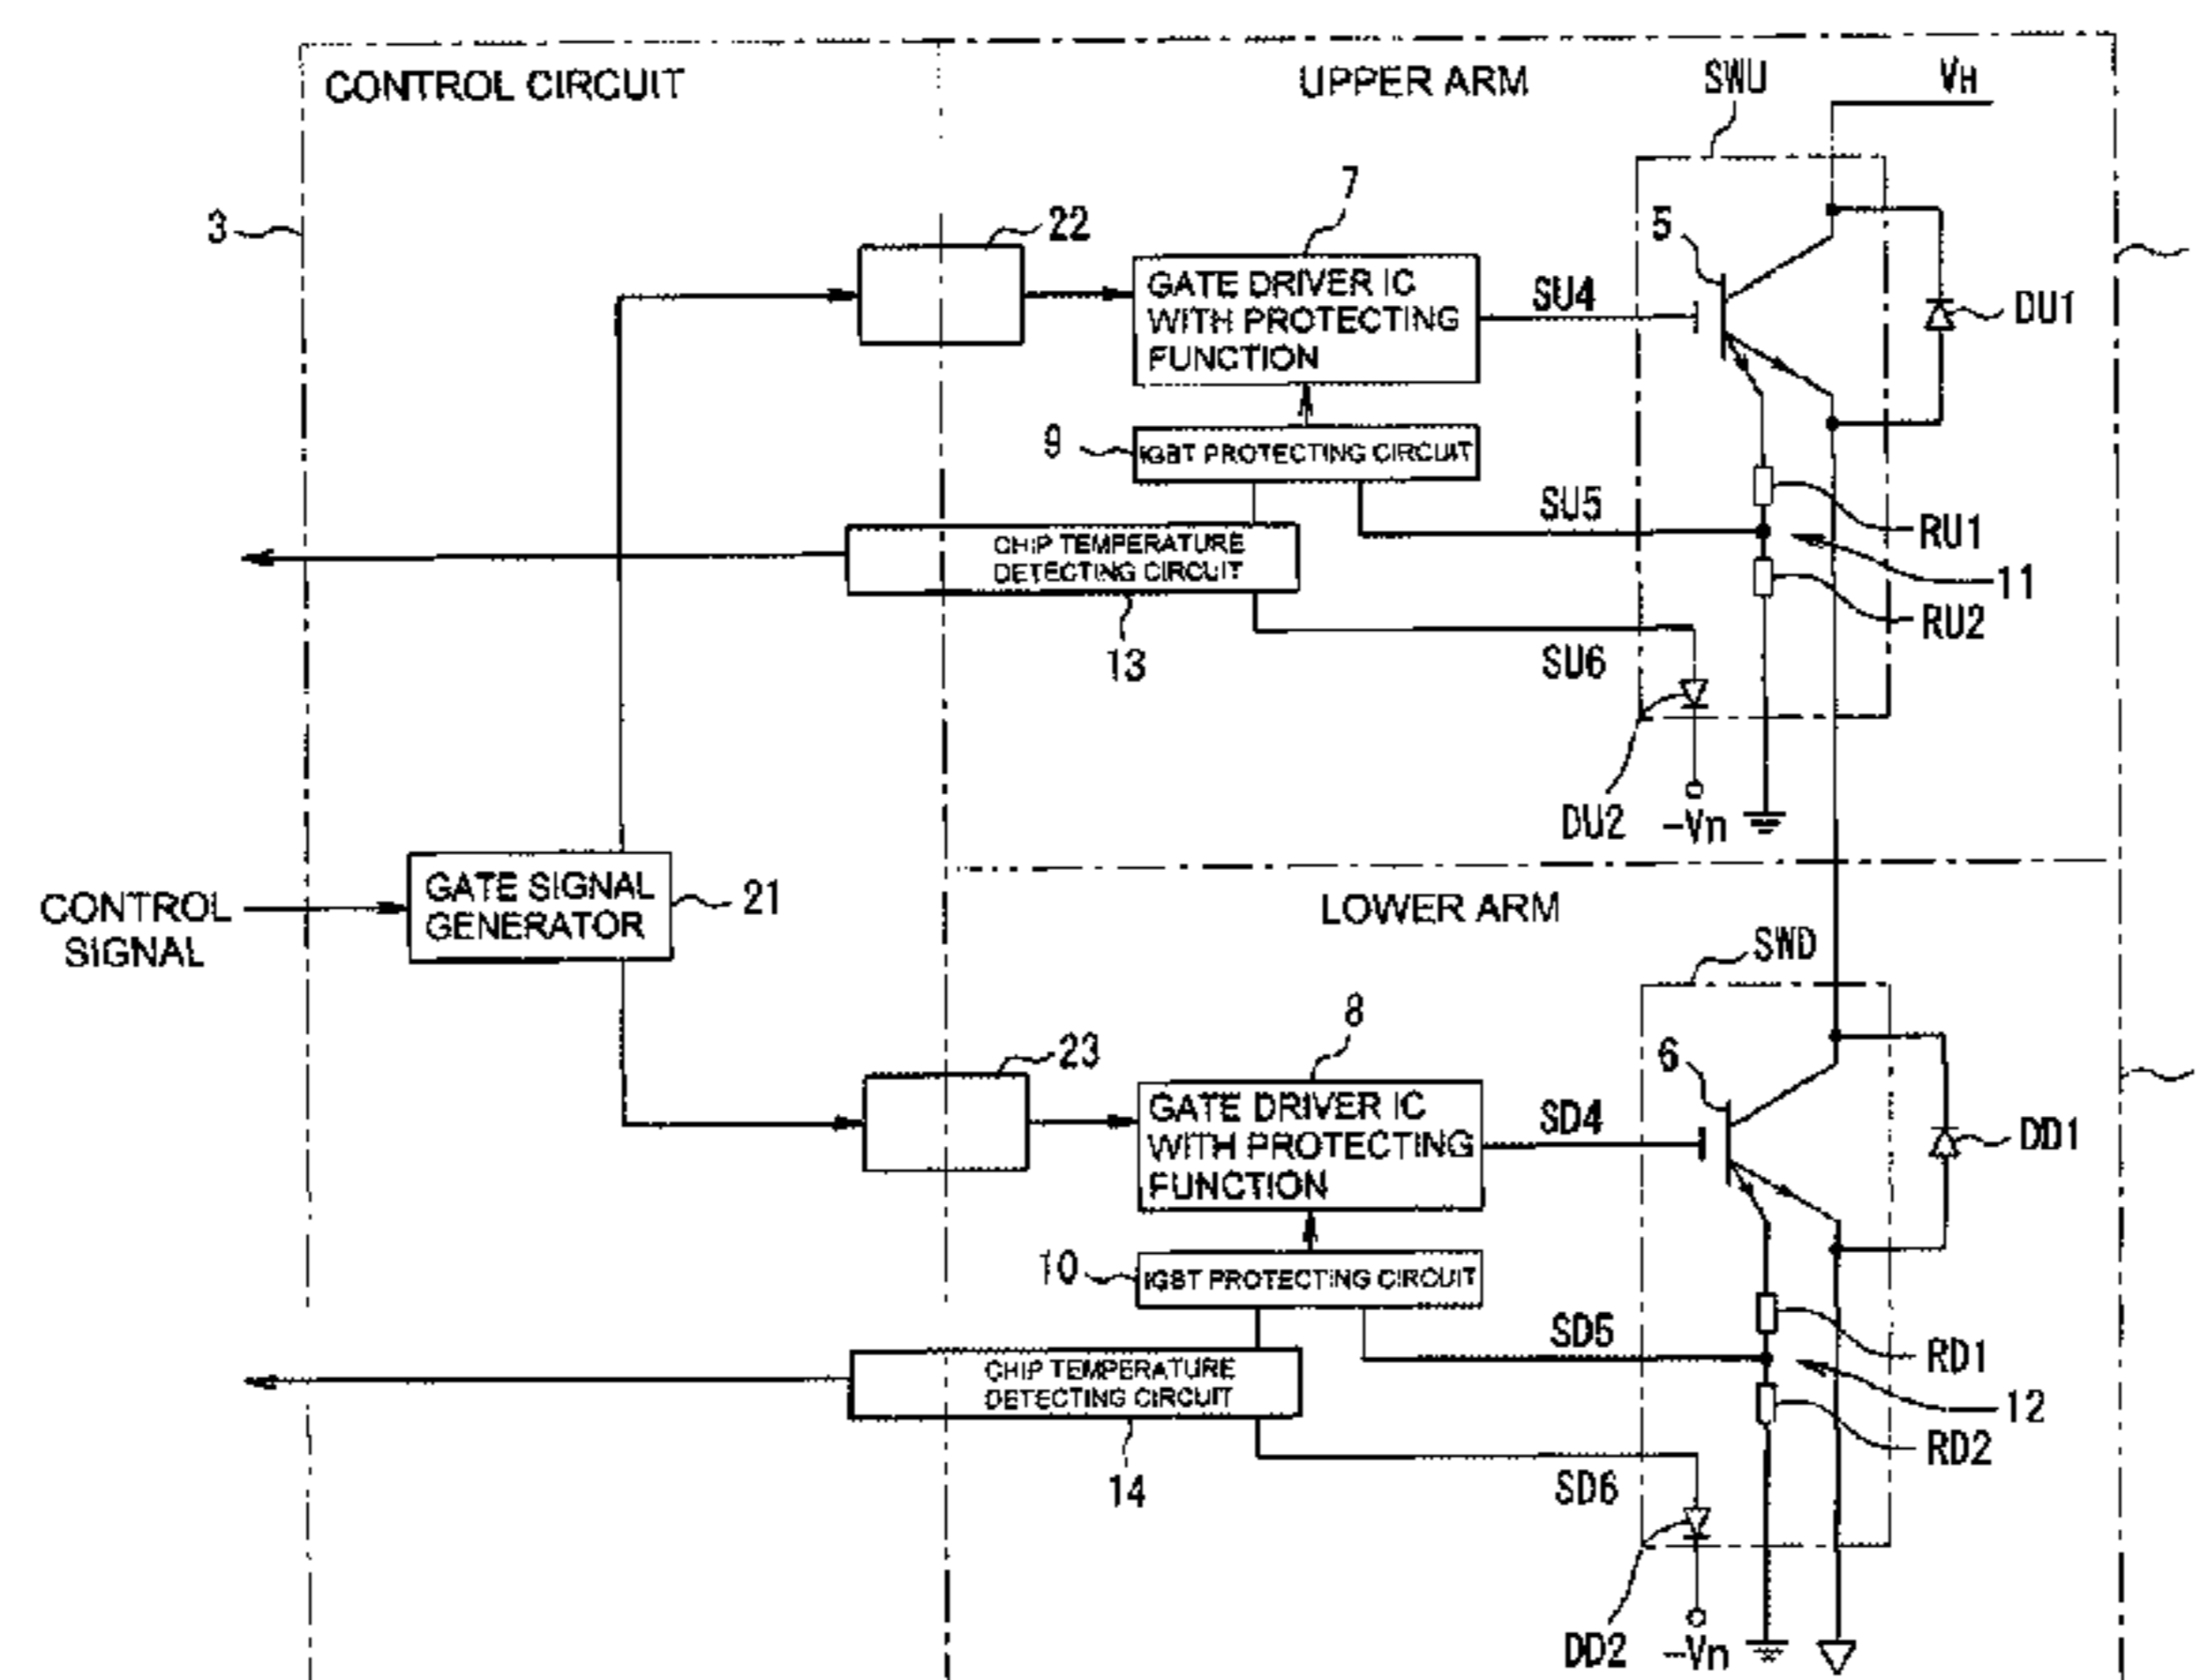 CONTROL CIRCUIT
UPPER ARM
SWU
VH
3
22
7
5
GATE DRIVER IC
WITH PROTECTING
FUNCTION
SU4
DU1
9
IGBT PROTECTING CIRCUIT
SU5
RU1
CHIP TEMPERATURE
DETECTING CIRCUIT
11
RU2
13
SU6
DU2
-Vn
CONTROL
SIGNAL
GATE SIGNAL
GENERATOR
21
LOWER ARM
SWD
23
8
6
GATE DRIVER IC
WITH PROTECTING
FUNCTION
SD4
DD1
10
IGBT PROTECTING CIRCUIT
SD5
RD1
CHIP TEMPERATURE
DETECTING CIRCUIT
12
RD2
14
SD6
DD2
-Vn